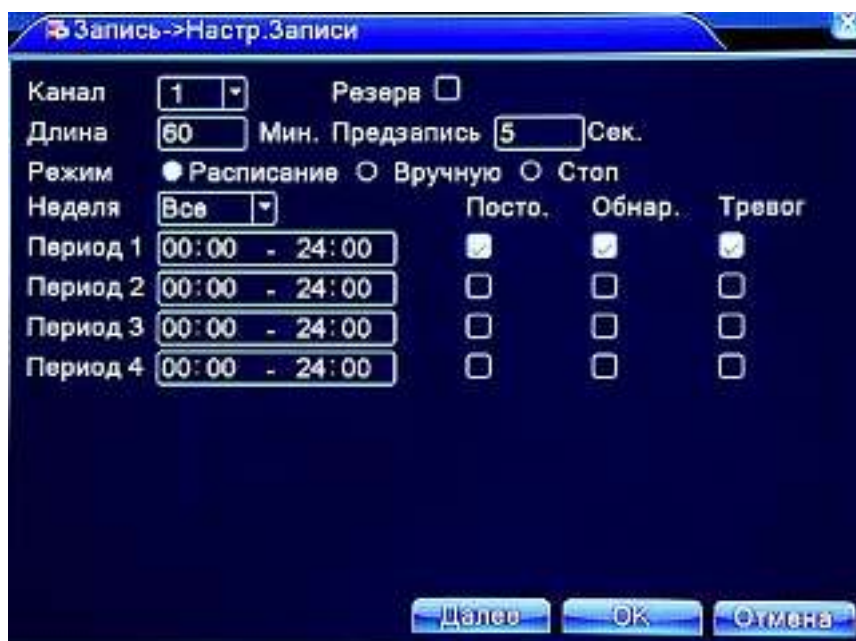 Запись->Настр.Записи
Канал 1 Резерв
Длина 60 Мин. Предзапись 5 Сек.
Режим Расписание Вручную Стоп
Неделя Все Посто. Обнар. Тревог
Период 1 00:00 - 24:00
Период 2 00:00 - 24:00
Период 3 00:00 - 24:00
Период 4 00:00 - 24:00
Далее OK Отмена